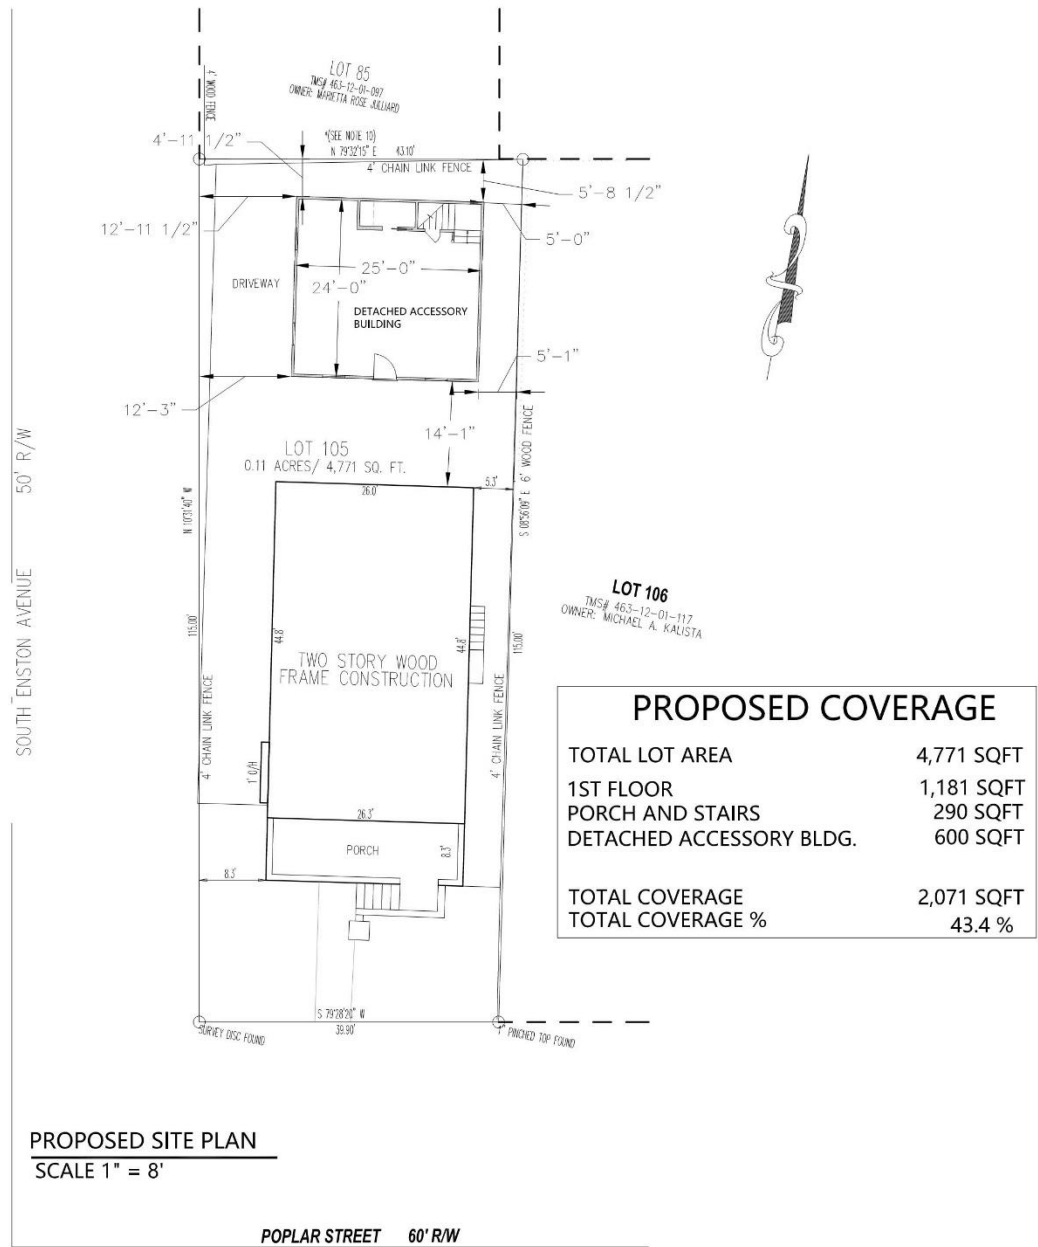 LOT 85
TMS# 463-12-01-097
OWNER: MARIETTA ROSE JULLIARD
4' WOOD FENCE
4'-11 1/2"
*(SEE NOTE 10)
N 79°32'15" E 43.10'
4' CHAIN LINK FENCE
5'-8 1/2"
12'-11 1/2"
5'-0"
25'-0"
DRIVEWAY
24'-0"
DETACHED ACCESSORY
BUILDING
5'-1"
12'-3"
14'-1"
LOT 105
0.11 ACRES/ 4,771 SQ. FT.
26.0'
5.3'
S 08°56'09" E 6' WOOD FENCE
N 10°31'40" W
SOUTH ENSTON AVENUE 50' R/W
LOT 106
TMS# 463-12-01-117
OWNER: MICHAEL A. KALISTA
115.00'
44.8'
44.8'
115.00'
TWO STORY WOOD
FRAME CONSTRUCTION
4' CHAIN LINK FENCE
1' O/H
4' CHAIN LINK FENCE
26.3'
PORCH
8.3'
8.3'
PROPOSED COVERAGE
TOTAL LOT AREA 4,771 SQFT
1ST FLOOR 1,181 SQFT
PORCH AND STAIRS 290 SQFT
DETACHED ACCESSORY BLDG. 600 SQFT
TOTAL COVERAGE 2,071 SQFT
TOTAL COVERAGE % 43.4 %
S 79°28'20" W
39.90'
SURVEY DISC FOUND
1" PINCHED TOP FOUND
PROPOSED SITE PLAN
SCALE 1" = 8'
POPLAR STREET 60' R/W